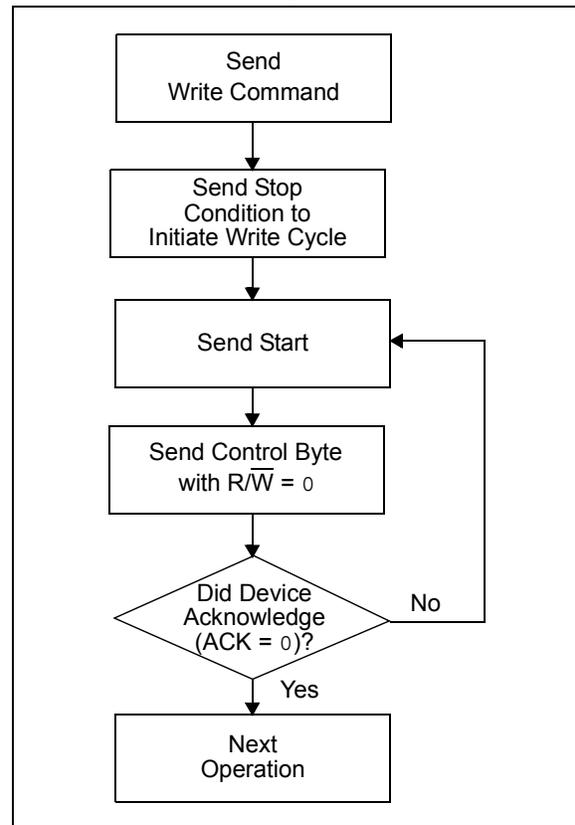 Send
Write Command
Send Stop
Condition to
Initiate Write Cycle
Send Start
Send Control Byte
with R/W̅ = 0
Did Device
Acknowledge
(ACK = 0)?
No
Yes
Next
Operation